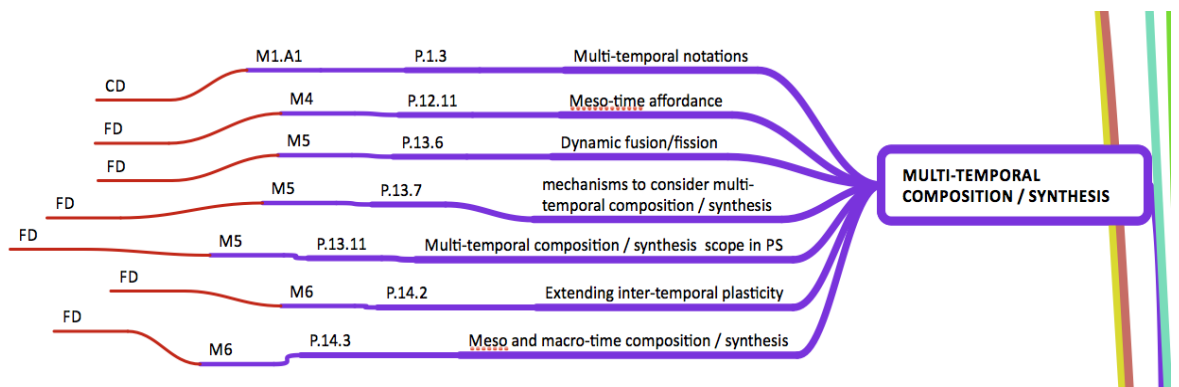 M1.A1 P.1.3 Multi-temporal notations
CD
M4 P.12.11 Meso-time affordance
FD
M5 P.13.6 Dynamic fusion/fission
FD
M5 P.13.7 mechanisms to consider multi-
temporal composition / synthesis
FD
MULTI-TEMPORAL
COMPOSITION / SYNTHESIS
FD M5 P.13.11 Multi-temporal composition / synthesis scope in PS
FD
M6 P.14.2 Extending inter-temporal plasticity
FD
M6 P.14.3 Meso and macro-time composition / synthesis